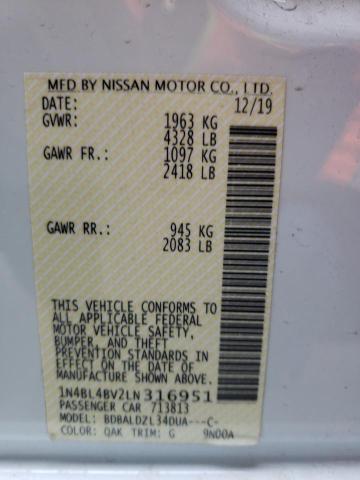 MFD BY NISSAN MOTOR CO., LTD.
DATE: 12/19
GVWR: 1963 KG
4328 LB
GAWR FR.: 1097 KG
2418 LB
GAWR RR.: 945 KG
2083 LB
THIS VEHICLE CONFORMS TO
ALL APPLICABLE FEDERAL
MOTOR VEHICLE SAFETY,
BUMPER, AND THEFT
PREVENTION STANDARDS IN
EFFECT ON THE DATE OF
MANUFACTURE SHOWN ABOVE.
1N4BL4BV2LN316951
PASSENGER CAR 713813
MODEL: BDBALDZL34DUA---C-
COLOR: QAK TRIM: G 9N00A